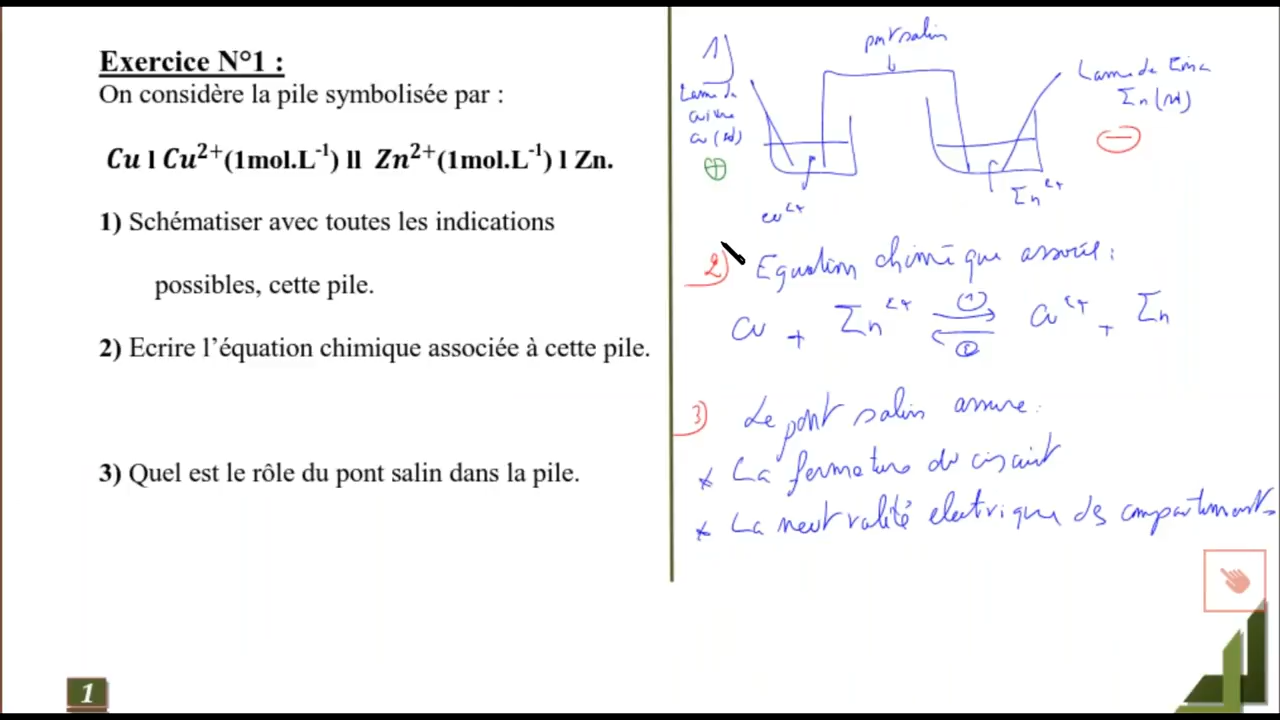 Exercice N°1 :
On considère la pile symbolisée par :
Cu l Cu²⁺(1mol.L⁻¹) ll Zn²⁺(1mol.L⁻¹) l Zn.
1) Schématiser avec toutes les indications
possibles, cette pile.
2) Ecrire l’équation chimique associée à cette pile.
3) Quel est le rôle du pont salin dans la pile.
1
1)
pont salin
Lame de
cuivre
Cu (sd)
+
Cu²⁺
Lame de Zinc
Zn (sd)
−
Zn²⁺
2) Equation chimique associée :
Cu + Zn²⁺ (1) (2) Cu²⁺ + Zn
3) Le pont salin assure :
* La fermeture du circuit
* La neutralité electrique des compartiments